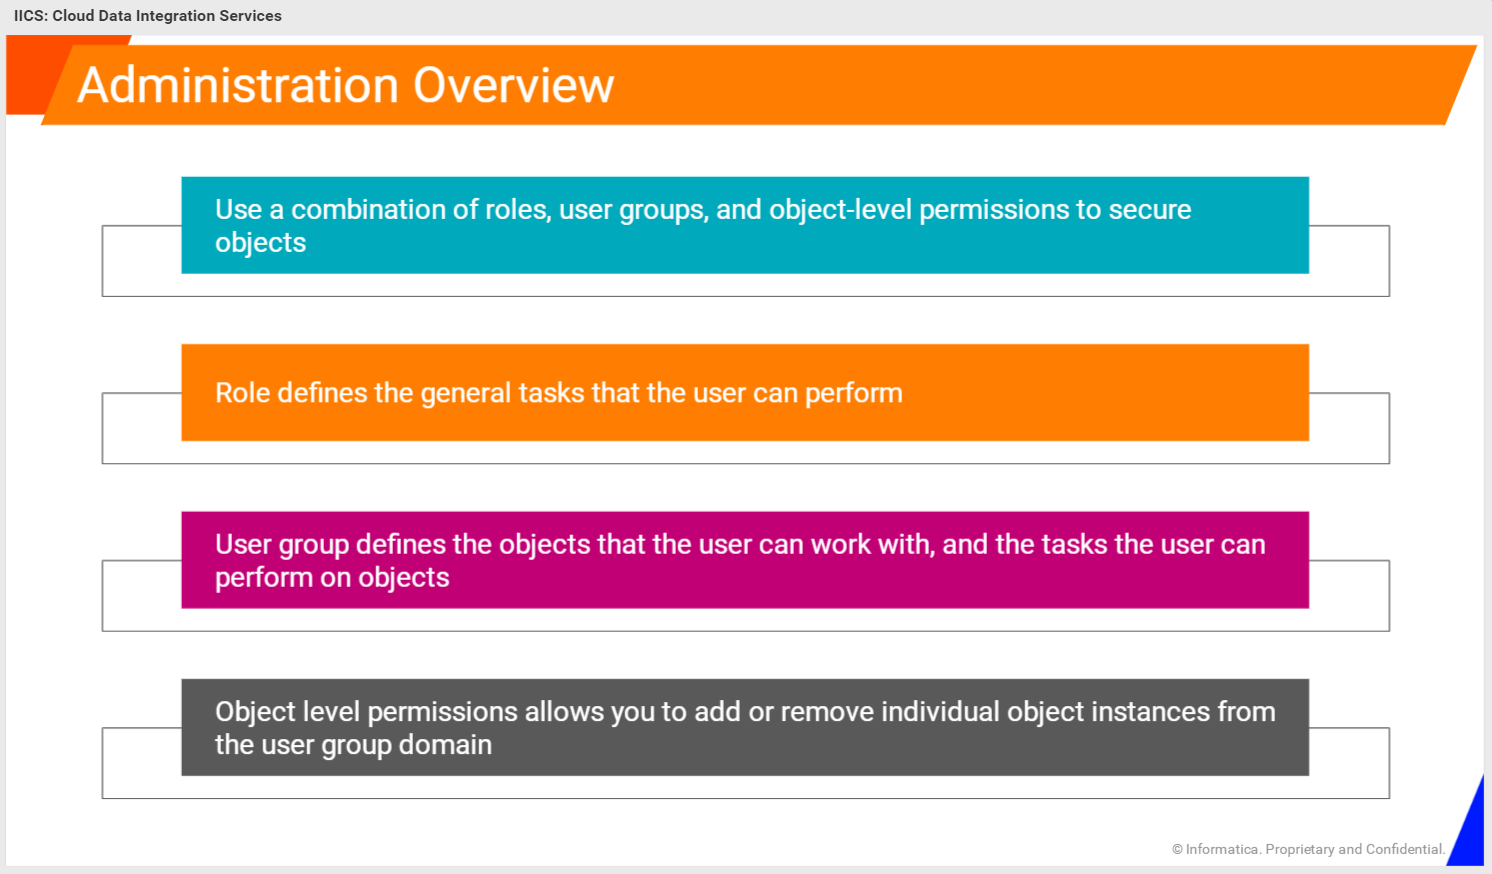 IICS: Cloud Data Integration Services
Administration Overview
Use a combination of roles, user groups, and object-level permissions to secure
objects
Role defines the general tasks that the user can perform
User group defines the objects that the user can work with, and the tasks the user can
perform on objects
Object level permissions allows you to add or remove individual object instances from
the user group domain
© Informatica. Proprietary and Confidential.